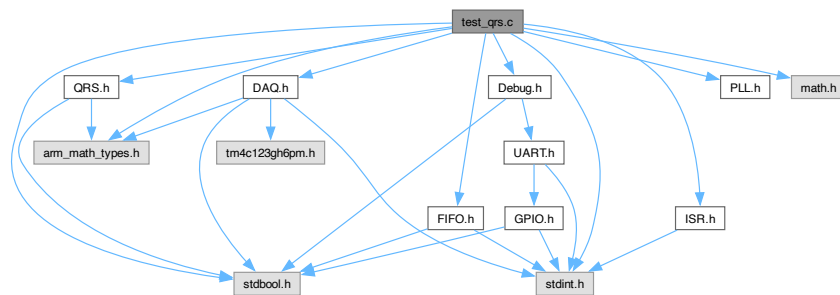 test_qrs.c
QRS.h
DAQ.h
Debug.h
PLL.h
math.h
arm_math_types.h
tm4c123gh6pm.h
UART.h
FIFO.h
GPIO.h
ISR.h
stdbool.h
stdint.h